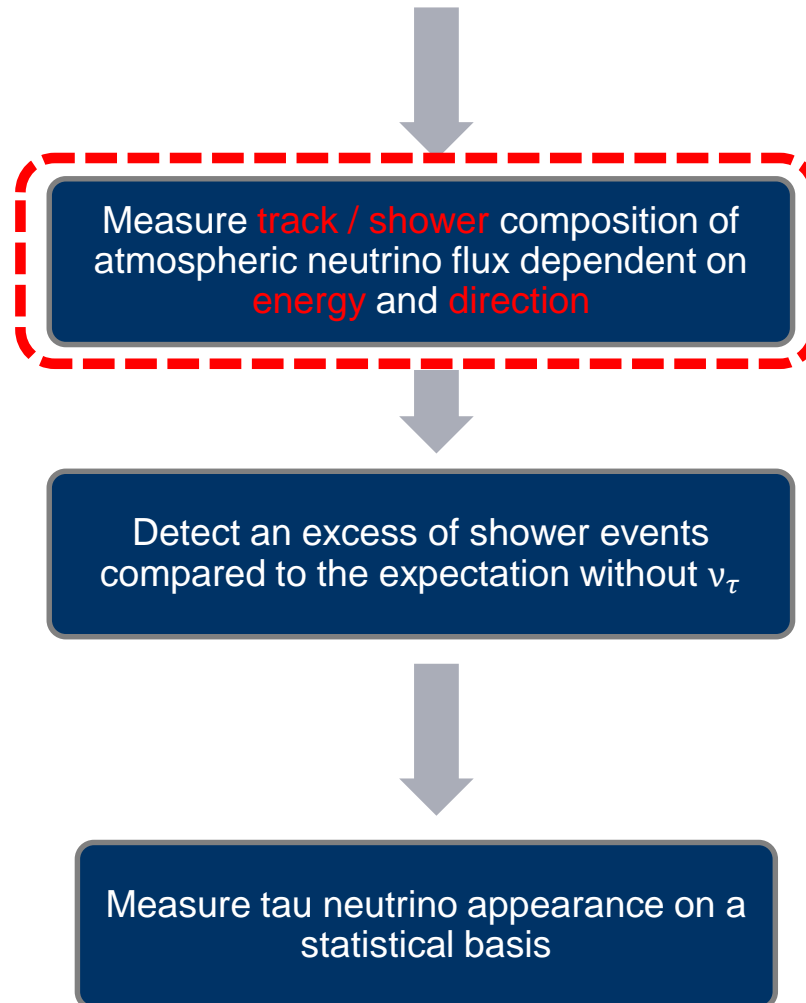 Measure track / shower composition of
atmospheric neutrino flux dependent on
energy and direction
Detect an excess of shower events
compared to the expectation without ντ
Measure tau neutrino appearance on a
statistical basis